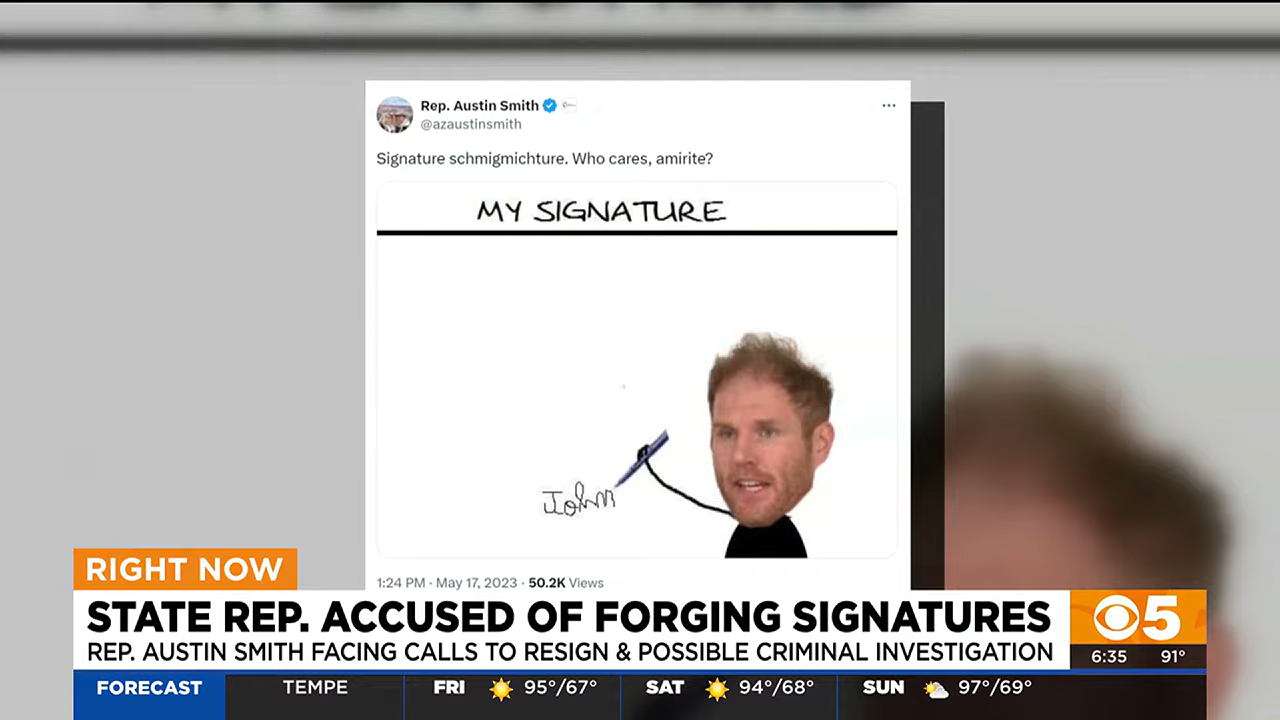 Rep. Austin Smith
@azaustinsmith
Signature schmigmichture. Who cares, amirite?
MY SIGNATURE
John
1:24 PM · May 17, 2023 · 50.2K Views
RIGHT NOW
STATE REP. ACCUSED OF FORGING SIGNATURES
REP. AUSTIN SMITH FACING CALLS TO RESIGN & POSSIBLE CRIMINAL INVESTIGATION
5
6:35 91°
FORECAST TEMPE FRI 95°/67° SAT 94°/68° SUN 97°/69°